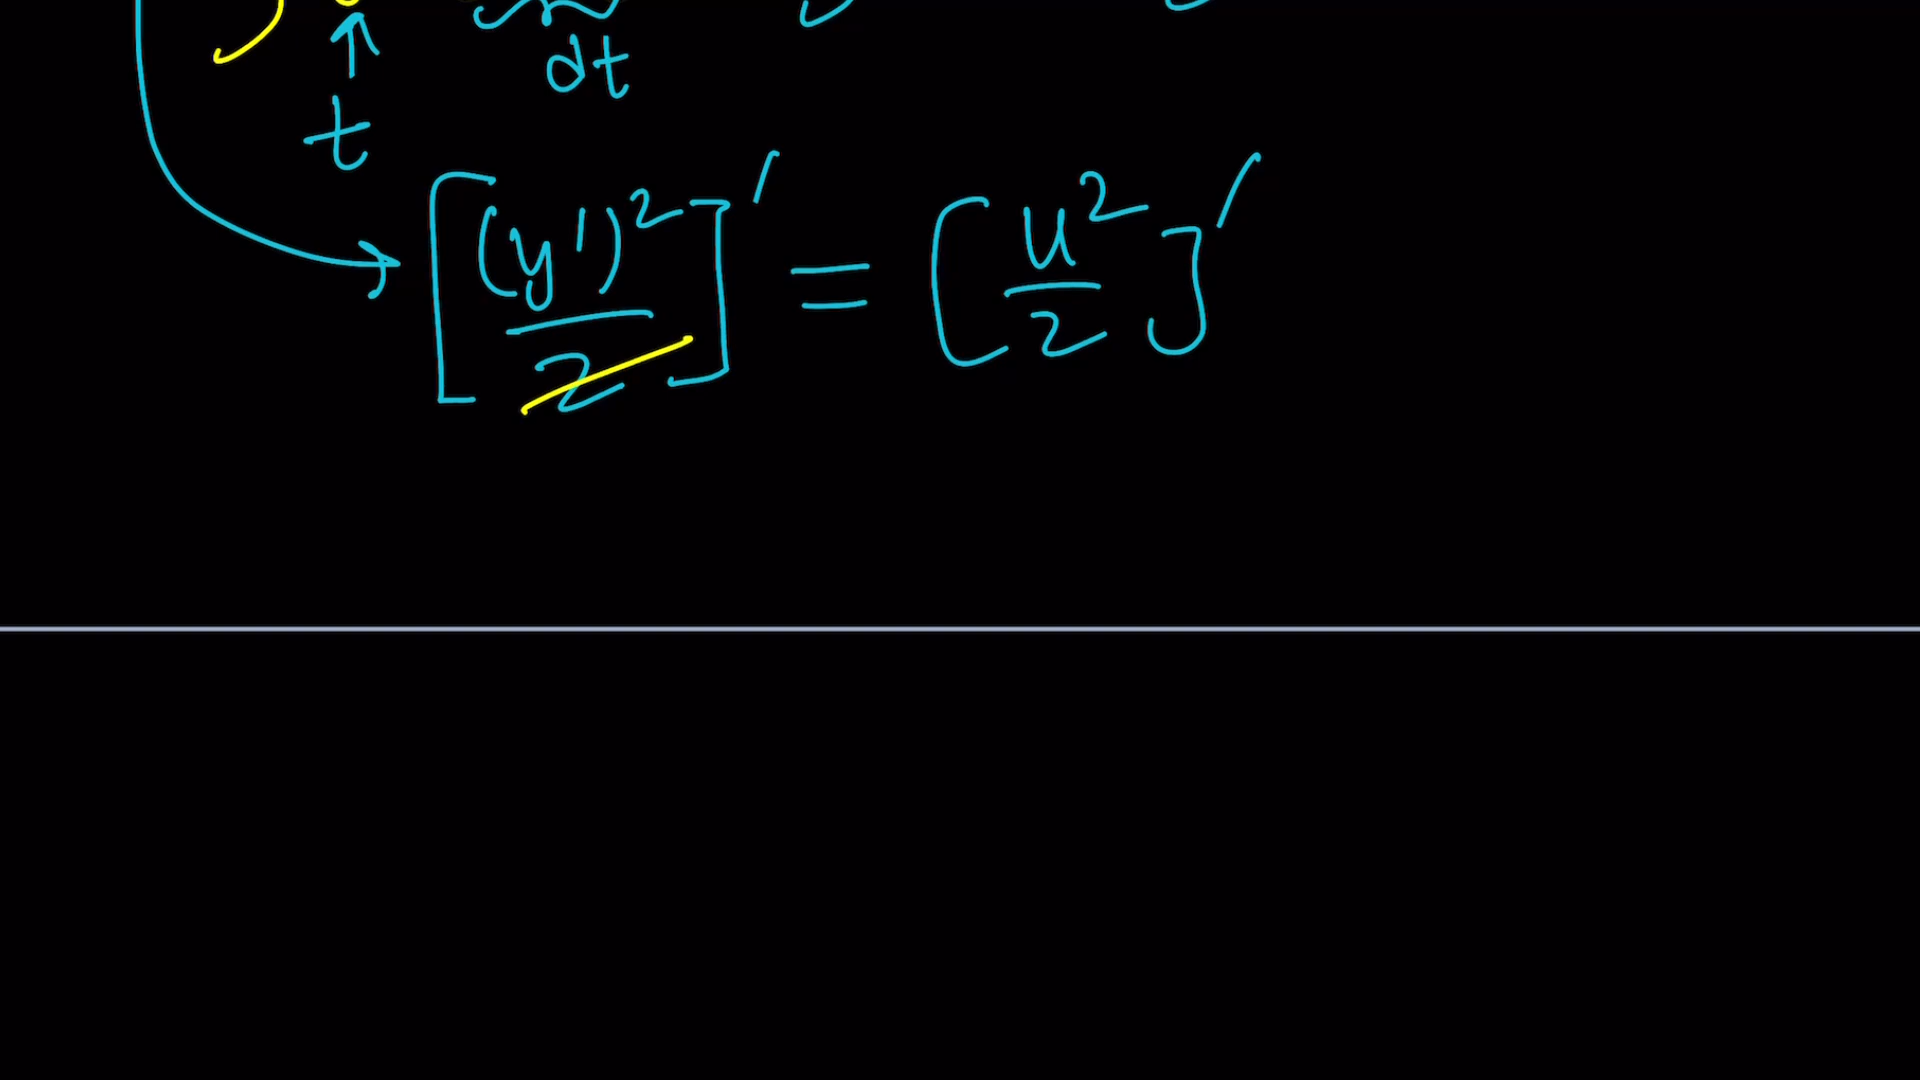 dt
t
[(y')²/2]' = [u²/2]'